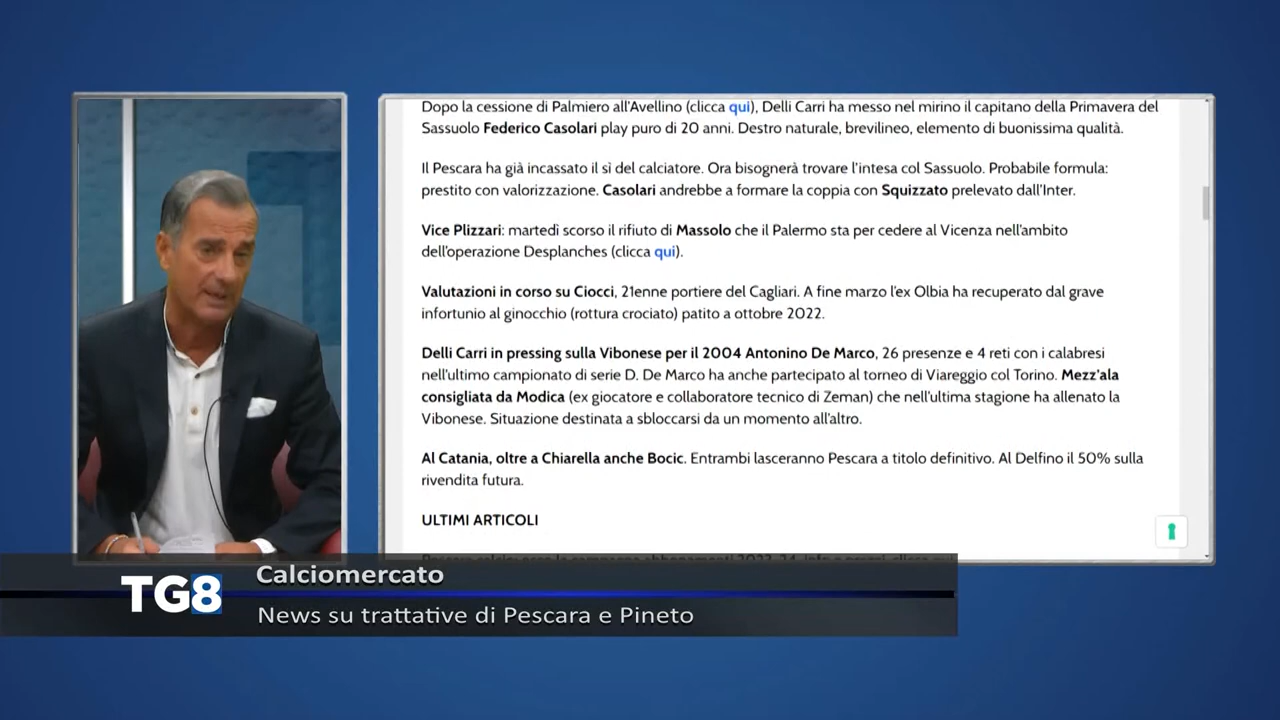 Dopo la cessione di Palmiero all'Avellino (clicca qui), Delli Carri ha messo nel mirino il capitano della Primavera del
Sassuolo Federico Casolari play puro di 20 anni. Destro naturale, brevilineo, elemento di buonissima qualità.
Il Pescara ha già incassato il sì del calciatore. Ora bisognerà trovare l'intesa col Sassuolo. Probabile formula:
prestito con valorizzazione. Casolari andrebbe a formare la coppia con Squizzato prelevato dall'Inter.
Vice Plizzari: martedì scorso il rifiuto di Massolo che il Palermo sta per cedere al Vicenza nell'ambito
dell'operazione Desplanches (clicca qui).
Valutazioni in corso su Ciocci, 21enne portiere del Cagliari. A fine marzo l'ex Olbia ha recuperato dal grave
infortunio al ginocchio (rottura crociato) patito a ottobre 2022.
Delli Carri in pressing sulla Vibonese per il 2004 Antonino De Marco, 26 presenze e 4 reti con i calabresi
nell'ultimo campionato di serie D. De Marco ha anche partecipato al torneo di Viareggio col Torino. Mezz'ala
consigliata da Modica (ex giocatore e collaboratore tecnico di Zeman) che nell'ultima stagione ha allenato la
Vibonese. Situazione destinata a sbloccarsi da un momento all'altro.
Al Catania, oltre a Chiarella anche Bocic. Entrambi lasceranno Pescara a titolo definitivo. Al Delfino il 50% sulla
rivendita futura.
ULTIMI ARTICOLI
TG8
Calciomercato
News su trattative di Pescara e Pineto